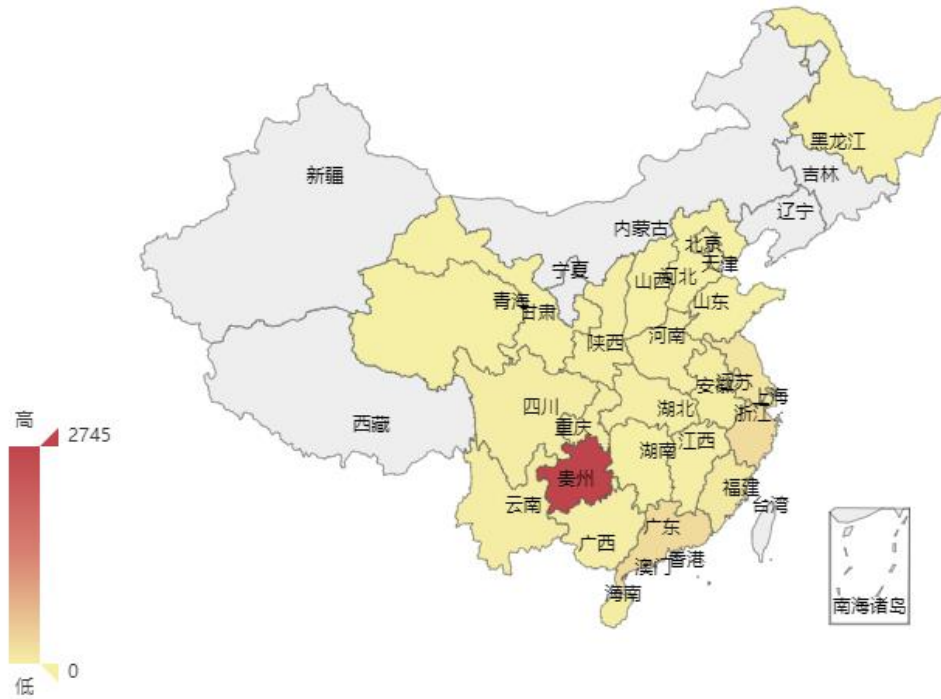 黑龙江
吉林
新疆
辽宁
内蒙古
北京
天津
宁夏
山西
河北
青海
甘肃
山东
陕西
河南
安徽
江苏
上海
四川
湖北
浙江
高
2745
西藏
重庆
湖南
江西
贵州
福建
云南
台湾
广东
广西
香港
澳门
海南
南海诸岛
0
低